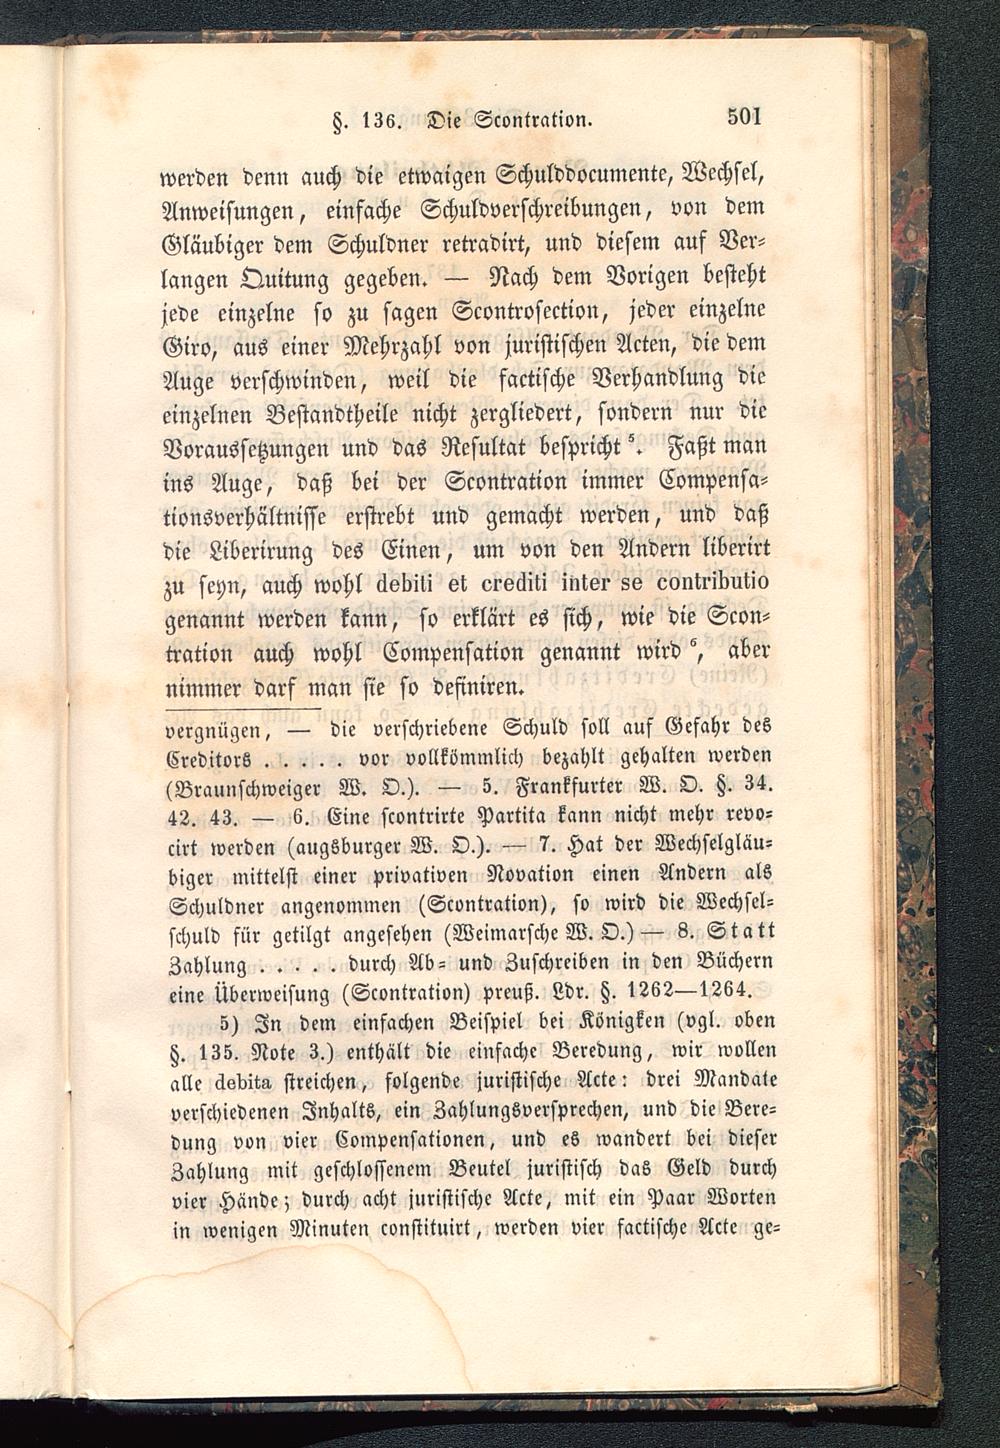 §. 136. Die Scontration. 501
werden denn auch die etwaigen Schulddocumente, Wechsel,
Anweisungen, einfache Schuldverschreibungen, von dem
Gläubiger dem Schuldner retradirt, und diesem auf Ver-
langen Quitung gegeben. — Nach dem Vorigen besteht
jede einzelne so zu sagen Scontrosection, jeder einzelne
Giro, aus einer Mehrzahl von juristischen Acten, die dem
Auge verschwinden, weil die factische Verhandlung die
einzelnen Bestandtheile nicht zergliedert, sondern nur die
Voraussetzungen und das Resultat bespricht ⁵. Faßt man
ins Auge, daß bei der Scontration immer Compensa-
tionsverhältnisse erstrebt und gemacht werden, und daß
die Liberirung des Einen, um von den Andern liberirt
zu seyn, auch wohl debiti et crediti inter se contributio
genannt werden kann, so erklärt es sich, wie die Scon-
tration auch wohl Compensation genannt wird ⁶, aber
nimmer darf man sie so definiren.
vergnügen, — die verschriebene Schuld soll auf Gefahr des
Creditors . . . . . vor vollkömmlich bezahlt gehalten werden
(Braunschweiger W. O.). — 5. Frankfurter W. O. §. 34.
42. 43. — 6. Eine scontrirte Partita kann nicht mehr revo-
cirt werden (augsburger W. O.). — 7. Hat der Wechselgläu-
biger mittelst einer privativen Novation einen Andern als
Schuldner angenommen (Scontration), so wird die Wechsel-
schuld für getilgt angesehen (Weimarsche W. O.) — 8. Statt
Zahlung . . . . . durch Ab- und Zuschreiben in den Büchern
eine Überweisung (Scontration) preuß. Ldr. §. 1262—1264.
5) In dem einfachen Beispiel bei Königken (vgl. oben
§. 135. Note 3.) enthält die einfache Beredung, wir wollen
alle debita streichen, folgende juristische Acte: drei Mandate
verschiedenen Inhalts, ein Zahlungsversprechen, und die Bere-
dung von vier Compensationen, und es wandert bei dieser
Zahlung mit geschlossenem Beutel juristisch das Geld durch
vier Hände; durch acht juristische Acte, mit ein Paar Worten
in wenigen Minuten constituirt, werden vier factische Acte ge-